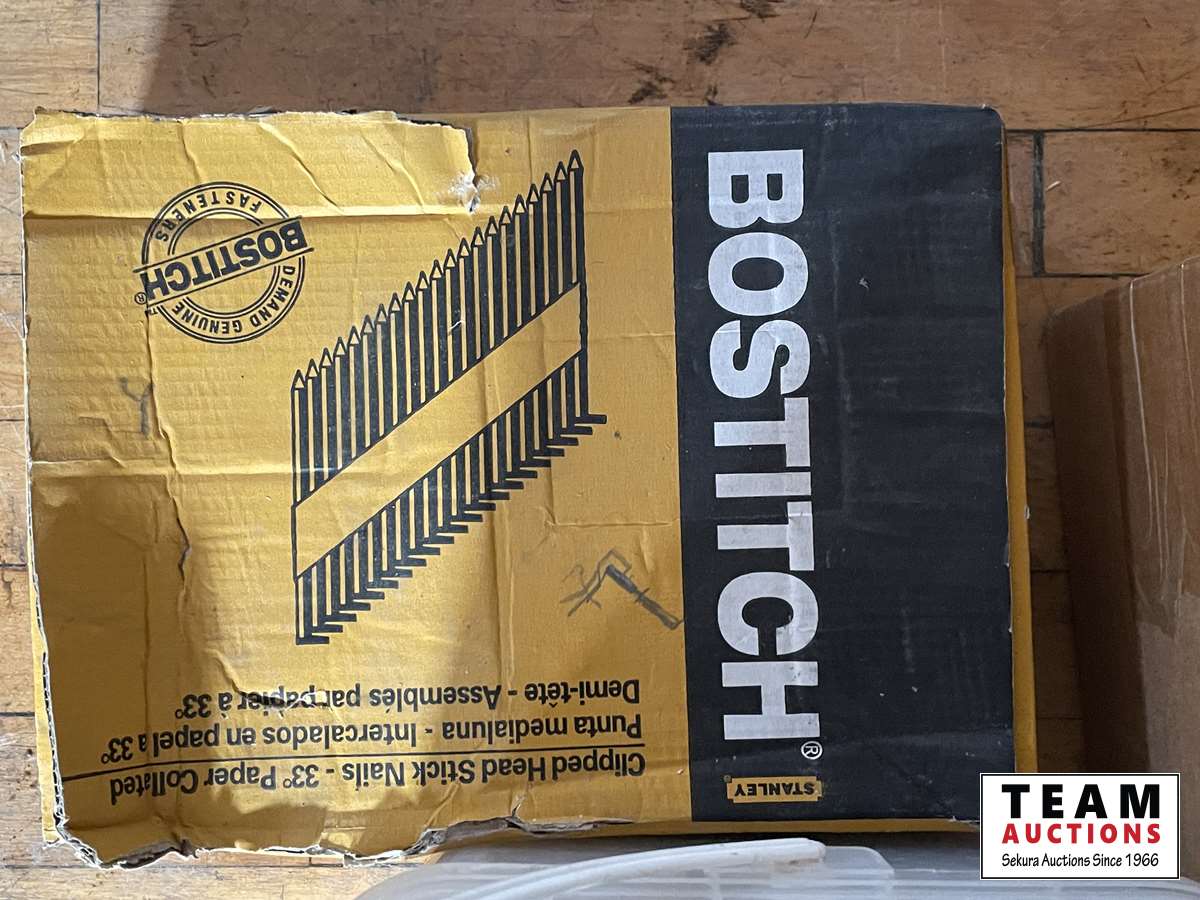 BOSTITCH®
STANLEY
Clipped Head Stick Nails - 33° Paper Collated
Punta medialuna - Intercalados en papel a 33°
Demi-tête - Assemblés par papier à 33°
DEMAND GENUINE
BOSTITCH®
FASTENERS
TEAM
AUCTIONS
Sekura Auctions Since 1966